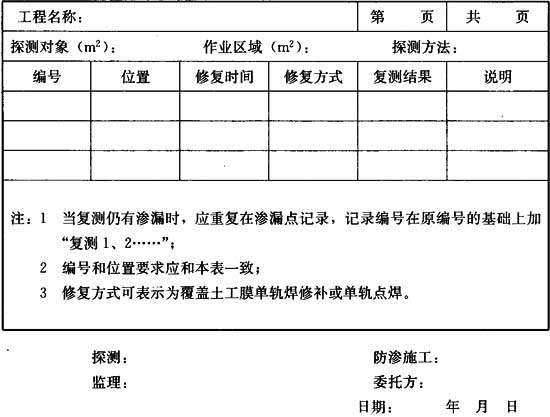 工程名称： 第 页 共 页
探测对象（m²）： 作业区域（m²）： 探测方法：
编号 位置 修复时间 修复方式 复测结果 说明
注：1 当复测仍有渗漏时，应重复在渗漏点记录，记录编号在原编号的基础上加
“复测 1、2……”；
2 编号和位置要求应和本表一致；
3 修复方式可表示为覆盖土工膜单轨焊修补或单轨点焊。
探测： 防渗施工：
监理： 委托方：
日期： 年 月 日